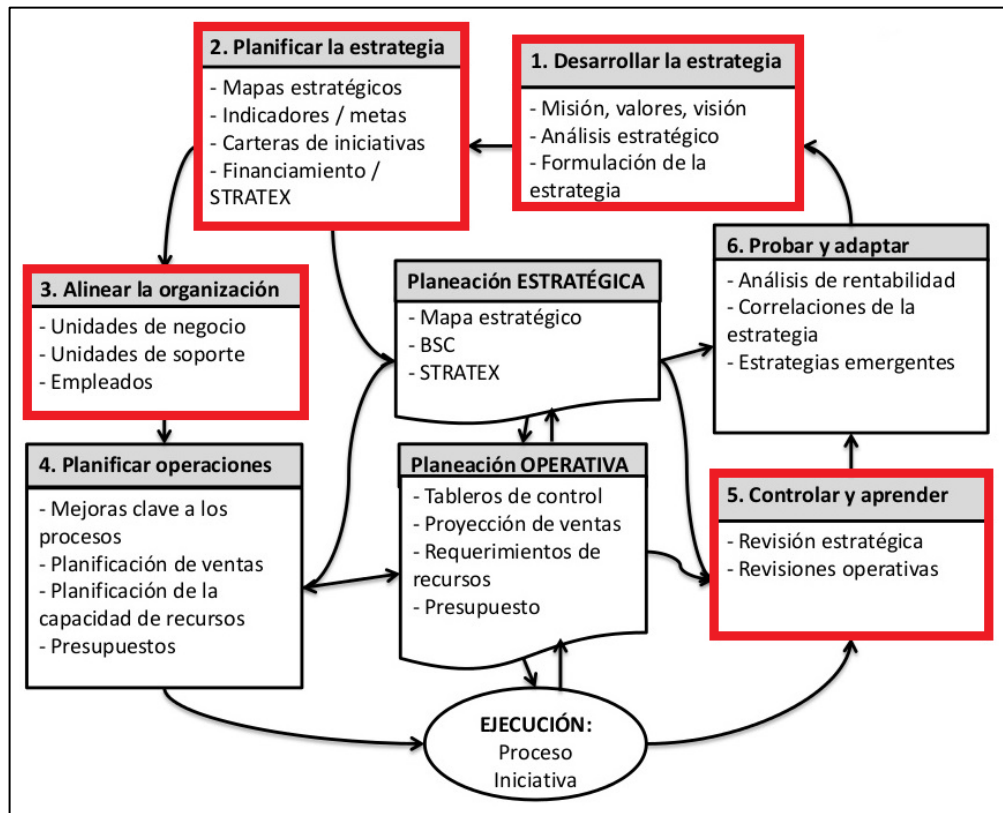 2. Planificar la estrategia
- Mapas estratégicos
- Indicadores / metas
- Carteras de iniciativas
- Financiamiento /
STRATEX
1. Desarrollar la estrategia
- Misión, valores, visión
- Análisis estratégico
- Formulación de la
estrategia
3. Alinear la organización
- Unidades de negocio
- Unidades de soporte
- Empleados
Planeación ESTRATÉGICA
- Mapa estratégico
- BSC
- STRATEX
6. Probar y adaptar
- Análisis de rentabilidad
- Correlaciones de la
estrategia
- Estrategias emergentes
4. Planificar operaciones
- Mejoras clave a los
procesos
- Planificación de ventas
- Planificación de la
capacidad de recursos
- Presupuestos
Planeación OPERATIVA
- Tableros de control
- Proyección de ventas
- Requerimientos de
recursos
- Presupuesto
5. Controlar y aprender
- Revisión estratégica
- Revisiones operativas
EJECUCIÓN:
Proceso
Iniciativa